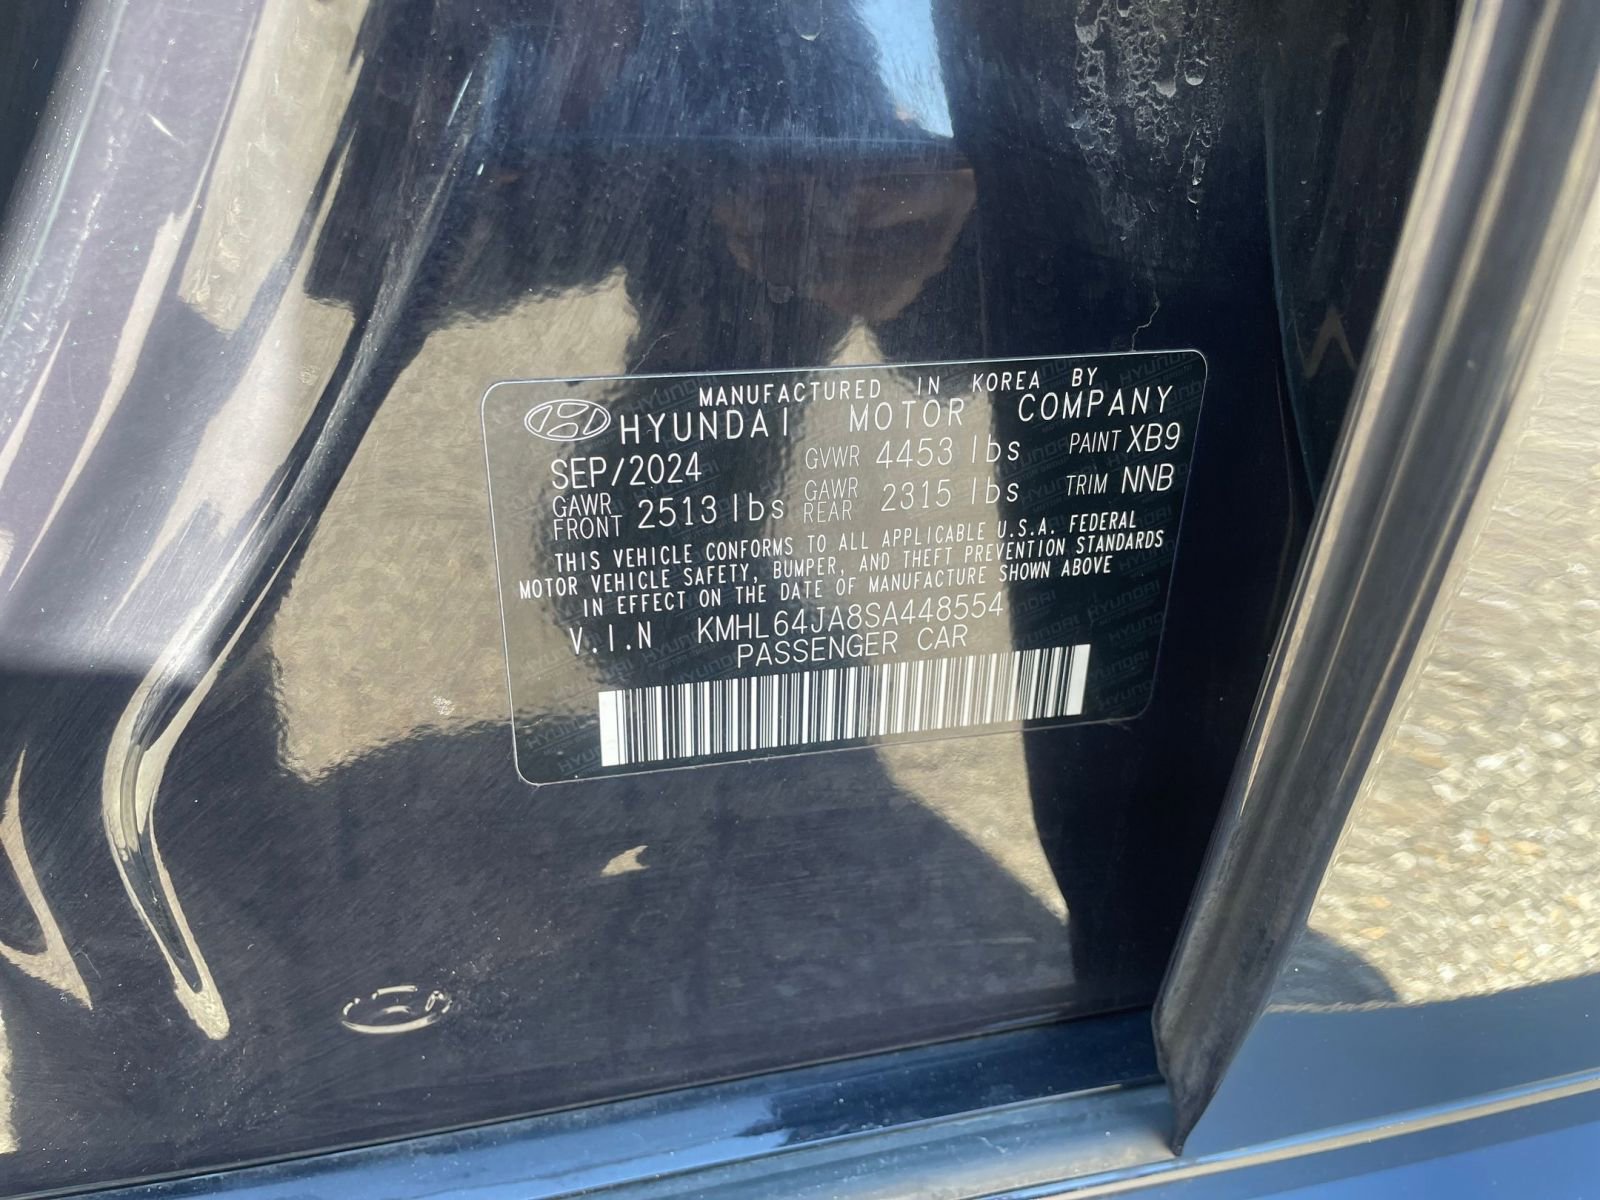 MANUFACTURED IN KOREA BY
HYUNDAI MOTOR COMPANY
SEP/2024 GVWR 4453 lbs PAINT XB9
GAWR FRONT 2513 lbs GAWR REAR 2315 lbs TRIM NNB
THIS VEHICLE CONFORMS TO ALL APPLICABLE U.S.A. FEDERAL
MOTOR VEHICLE SAFETY, BUMPER, AND THEFT PREVENTION STANDARDS
IN EFFECT ON THE DATE OF MANUFACTURE SHOWN ABOVE
V.I.N KMHL64JA8SA448554
PASSENGER CAR